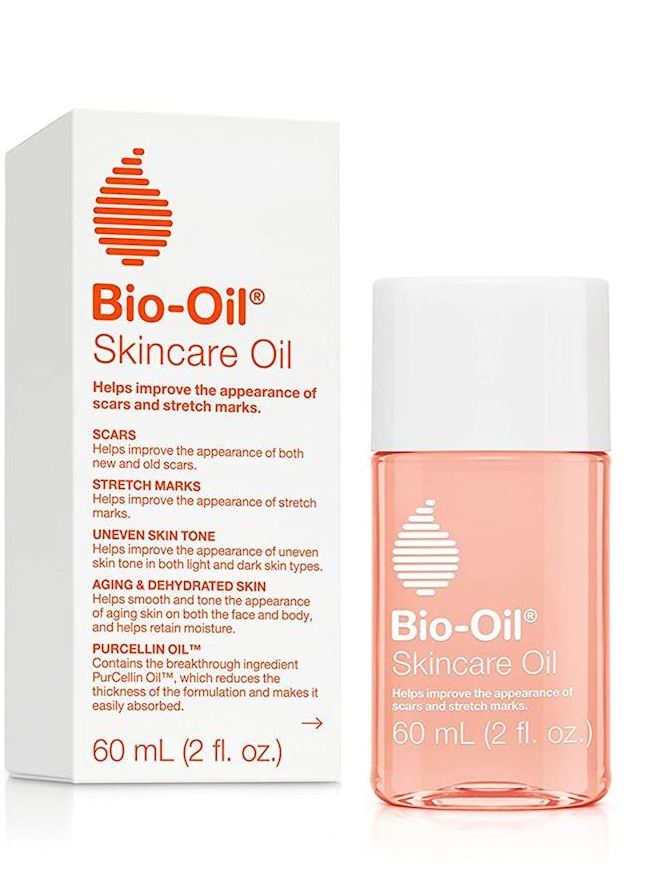 Bio-Oil®
Skincare Oil
Helps improve the appearance of
scars and stretch marks.
SCARS
Helps improve the appearance of both
new and old scars.
STRETCH MARKS
Helps improve the appearance of stretch
marks.
UNEVEN SKIN TONE
Helps improve the appearance of uneven
skin tone in both light and dark skin types.
AGING & DEHYDRATED SKIN
Helps smooth and tone the appearance
of aging skin on both the face and body,
and helps retain moisture.
PURCELLIN OIL™
Contains the breakthrough ingredient
PurCellin Oil™, which reduces the
thickness of the formulation and makes it
easily absorbed.
→
60 mL (2 fl. oz.)
Bio-Oil®
Skincare Oil
Helps improve the appearance of
scars and stretch marks.
60 mL (2 fl. oz.)